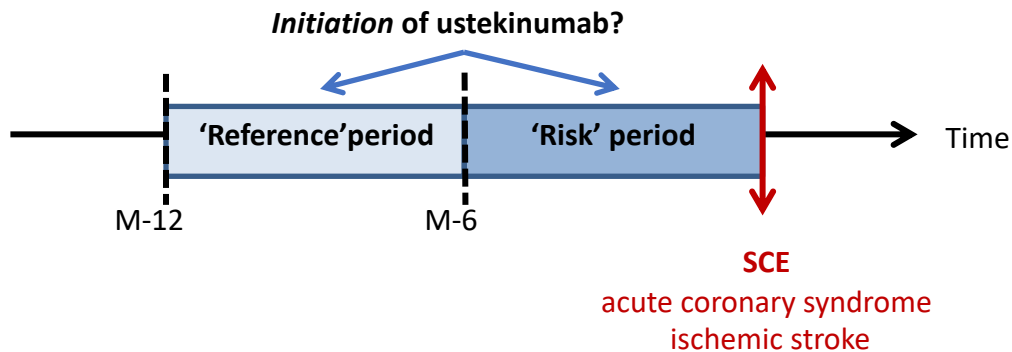 Initiation of ustekinumab?
‘Reference’period
‘Risk’ period
Time
M-12
M-6
SCE
acute coronary syndrome
ischemic stroke